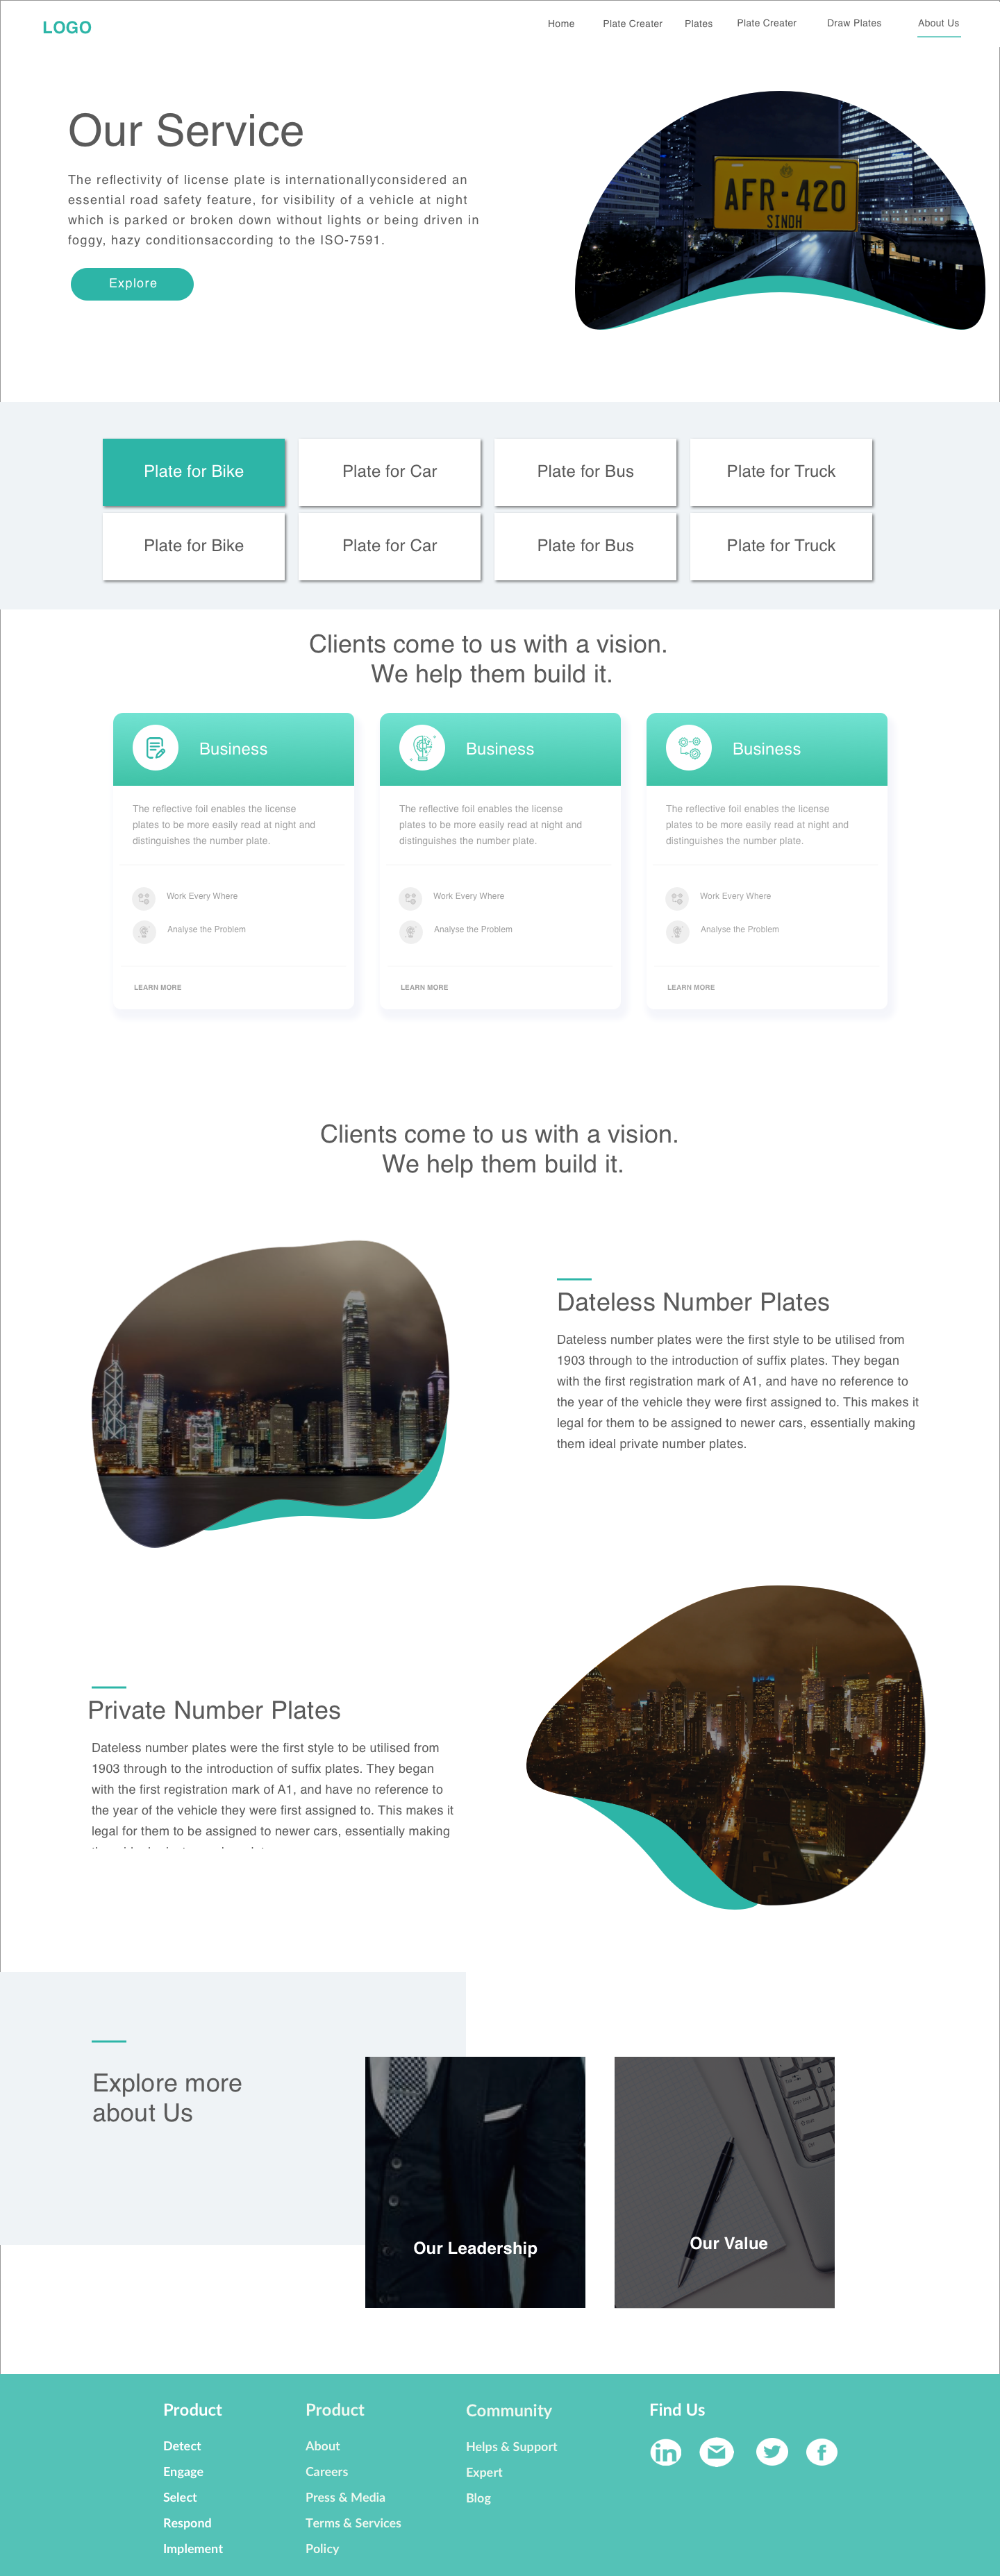 LOGO
Home
Plate Creater
Plates
Plate Creater
Draw Plates
About Us
Our Service
The reflectivity of license plate is internationallyconsidered an
essential road safety feature, for visibility of a vehicle at night
which is parked or broken down without lights or being driven in
foggy, hazy conditionsaccording to the ISO-7591.
Explore
AFR-420
SINDH
Plate for Bike
Plate for Car
Plate for Bus
Plate for Truck
Plate for Bike
Plate for Car
Plate for Bus
Plate for Truck
Clients come to us with a vision.
We help them build it.
Business
The reflective foil enables the license
plates to be more easily read at night and
distinguishes the number plate.
Work Every Where
Analyse the Problem
LEARN MORE
Business
The reflective foil enables the license
plates to be more easily read at night and
distinguishes the number plate.
Work Every Where
Analyse the Problem
LEARN MORE
Business
The reflective foil enables the license
plates to be more easily read at night and
distinguishes the number plate.
Work Every Where
Analyse the Problem
LEARN MORE
Clients come to us with a vision.
We help them build it.
Dateless Number Plates
Dateless number plates were the first style to be utilised from
1903 through to the introduction of suffix plates. They began
with the first registration mark of A1, and have no reference to
the year of the vehicle they were first assigned to. This makes it
legal for them to be assigned to newer cars, essentially making
them ideal private number plates.
Private Number Plates
Dateless number plates were the first style to be utilised from
1903 through to the introduction of suffix plates. They began
with the first registration mark of A1, and have no reference to
the year of the vehicle they were first assigned to. This makes it
legal for them to be assigned to newer cars, essentially making
Explore more
about Us
Our Leadership
Our Value
Product
Detect
Engage
Select
Respond
Implement
Product
About
Careers
Press & Media
Terms & Services
Policy
Community
Helps & Support
Expert
Blog
Find Us
in
f